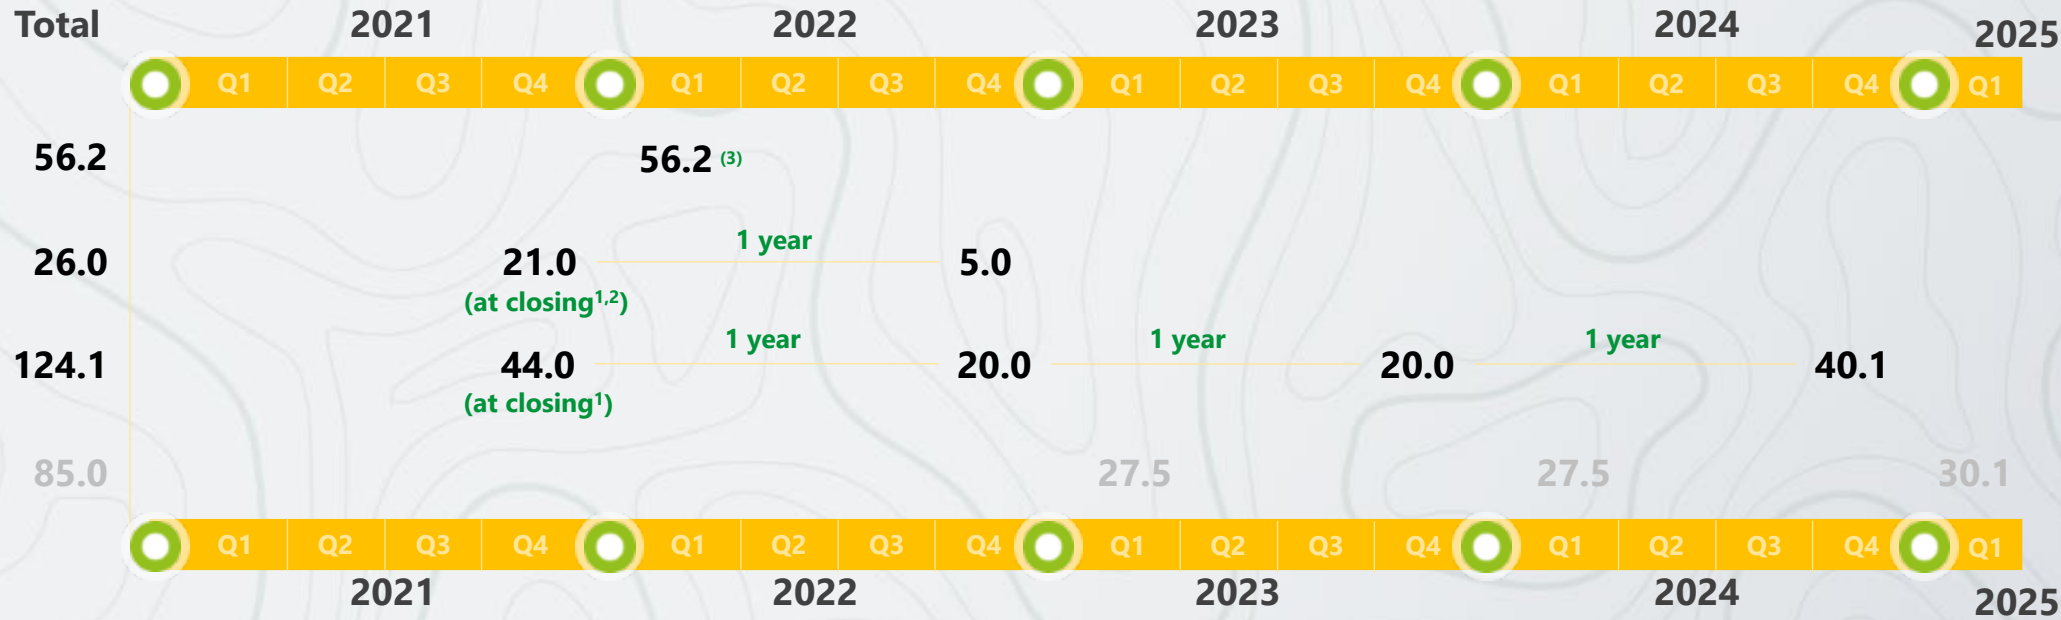 Total 2021 2022 2023 2024 2025
Q1 Q2 Q3 Q4 Q1 Q2 Q3 Q4 Q1 Q2 Q3 Q4 Q1 Q2 Q3 Q4 Q1
56.2 56.2 (3)
1 year
26.0 21.0 5.0
(at closing1,2)
1 year 1 year 1 year
124.1 44.0 20.0 20.0 40.1
(at closing1)
85.0 27.5 27.5 30.1
Q1 Q2 Q3 Q4 Q1 Q2 Q3 Q4 Q1 Q2 Q3 Q4 Q1 Q2 Q3 Q4 Q1
2021 2022 2023 2024 2025